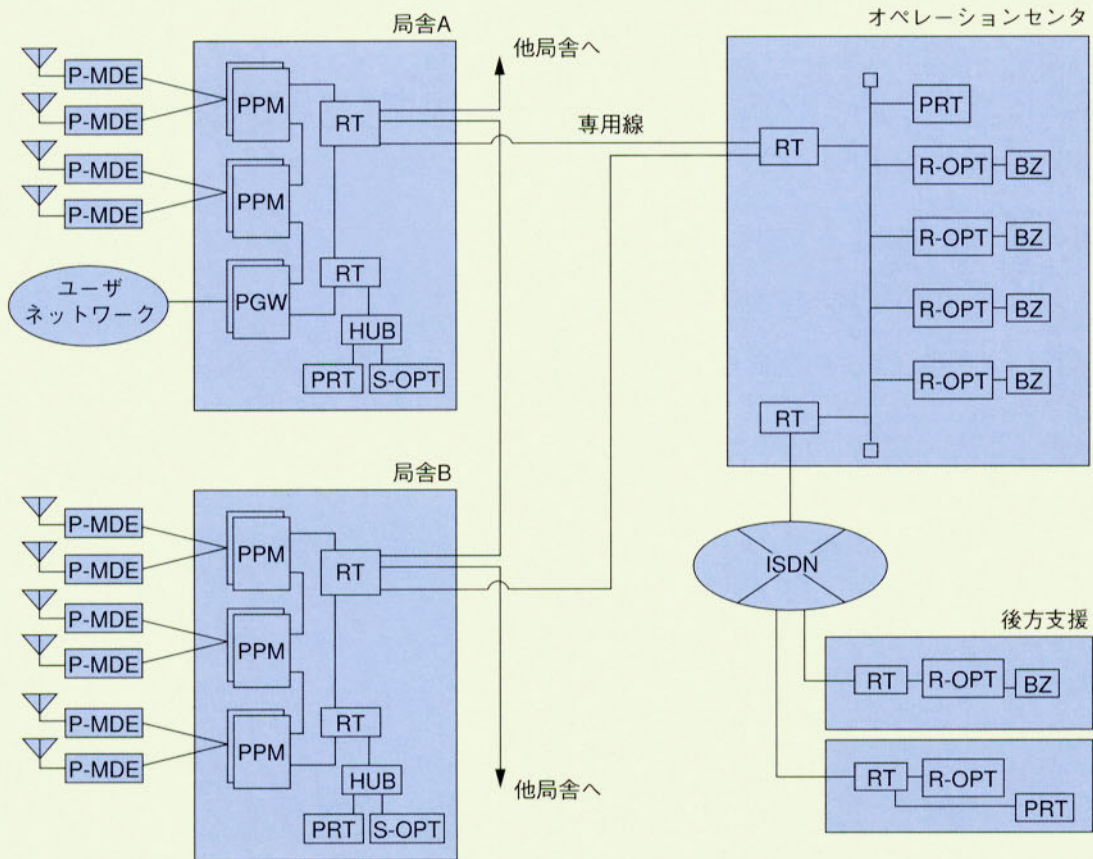 局舎A
P-MDE
P-MDE
P-MDE
P-MDE
PPM
PPM
PGW
RT
RT
HUB
PRT
S-OPT
ユーザ
ネットワーク
他局舎へ
専用線
オペレーションセンタ
RT
PRT
R-OPT
BZ
R-OPT
BZ
R-OPT
BZ
R-OPT
BZ
RT
局舎B
P-MDE
P-MDE
P-MDE
P-MDE
P-MDE
P-MDE
PPM
PPM
PPM
RT
RT
HUB
PRT
S-OPT
他局舎へ
ISDN
後方支援
RT
R-OPT
BZ
RT
R-OPT
PRT